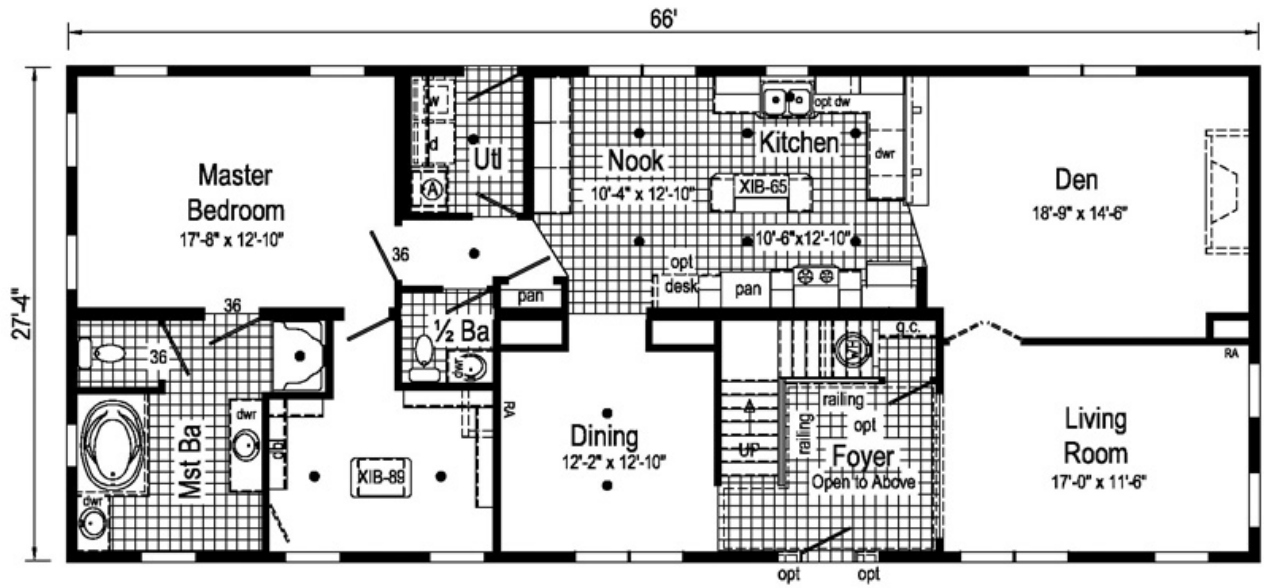 66'
27'-4"
Master
Bedroom
17'-8" x 12'-10"
w
d
A
Utl
Nook
10'-4" x 12'-10"
Kitchen
opt dw
dwr
XIB-65
10'-6"x12'-10"
Den
18'-9" x 14'-6"
36
36
36
opt
desk
pan
pan
½ Ba
dwr
g.c.
RA
RA
railing
railing
opt
UP
Foyer
Open to Above
Living
Room
17'-0" x 11'-6"
Dining
12'-2" x 12'-10"
Mst Ba
dwr
dwr
XIB-89
opt
opt